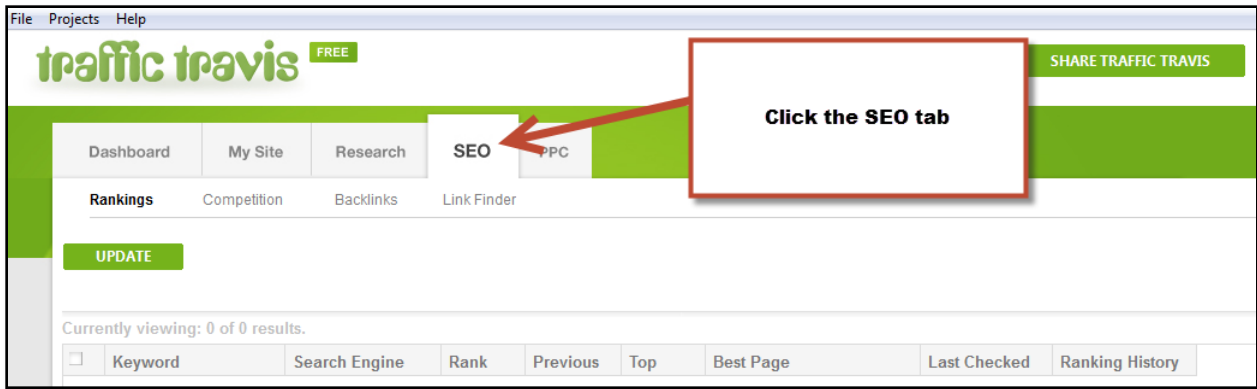 File Projects Help
traffic travis FREE
SHARE TRAFFIC TRAVIS
Click the SEO tab
Dashboard My Site Research SEO PPC
Rankings Competition Backlinks Link Finder
UPDATE
Currently viewing: 0 of 0 results.
Keyword Search Engine Rank Previous Top Best Page Last Checked Ranking History